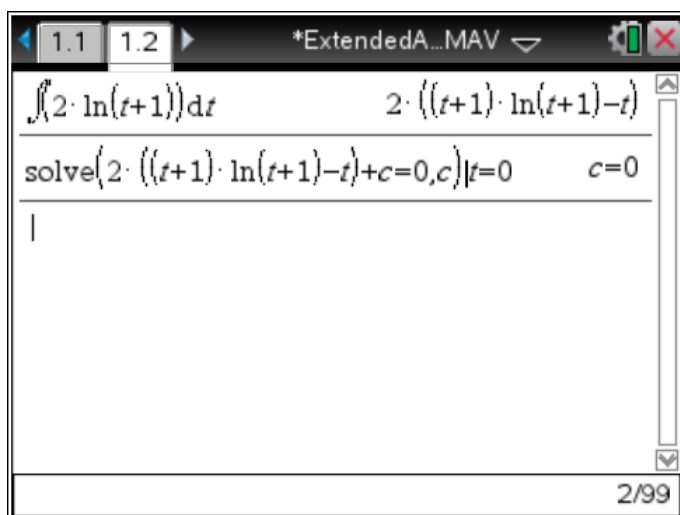 1.1 1.2 *ExtendedA...MAV
∫(2· ln(t+1))dt 2· ((t+1)· ln(t+1)−t)
solve(2· ((t+1)· ln(t+1)−t)+c=0,c)|t=0 c=0
2/99